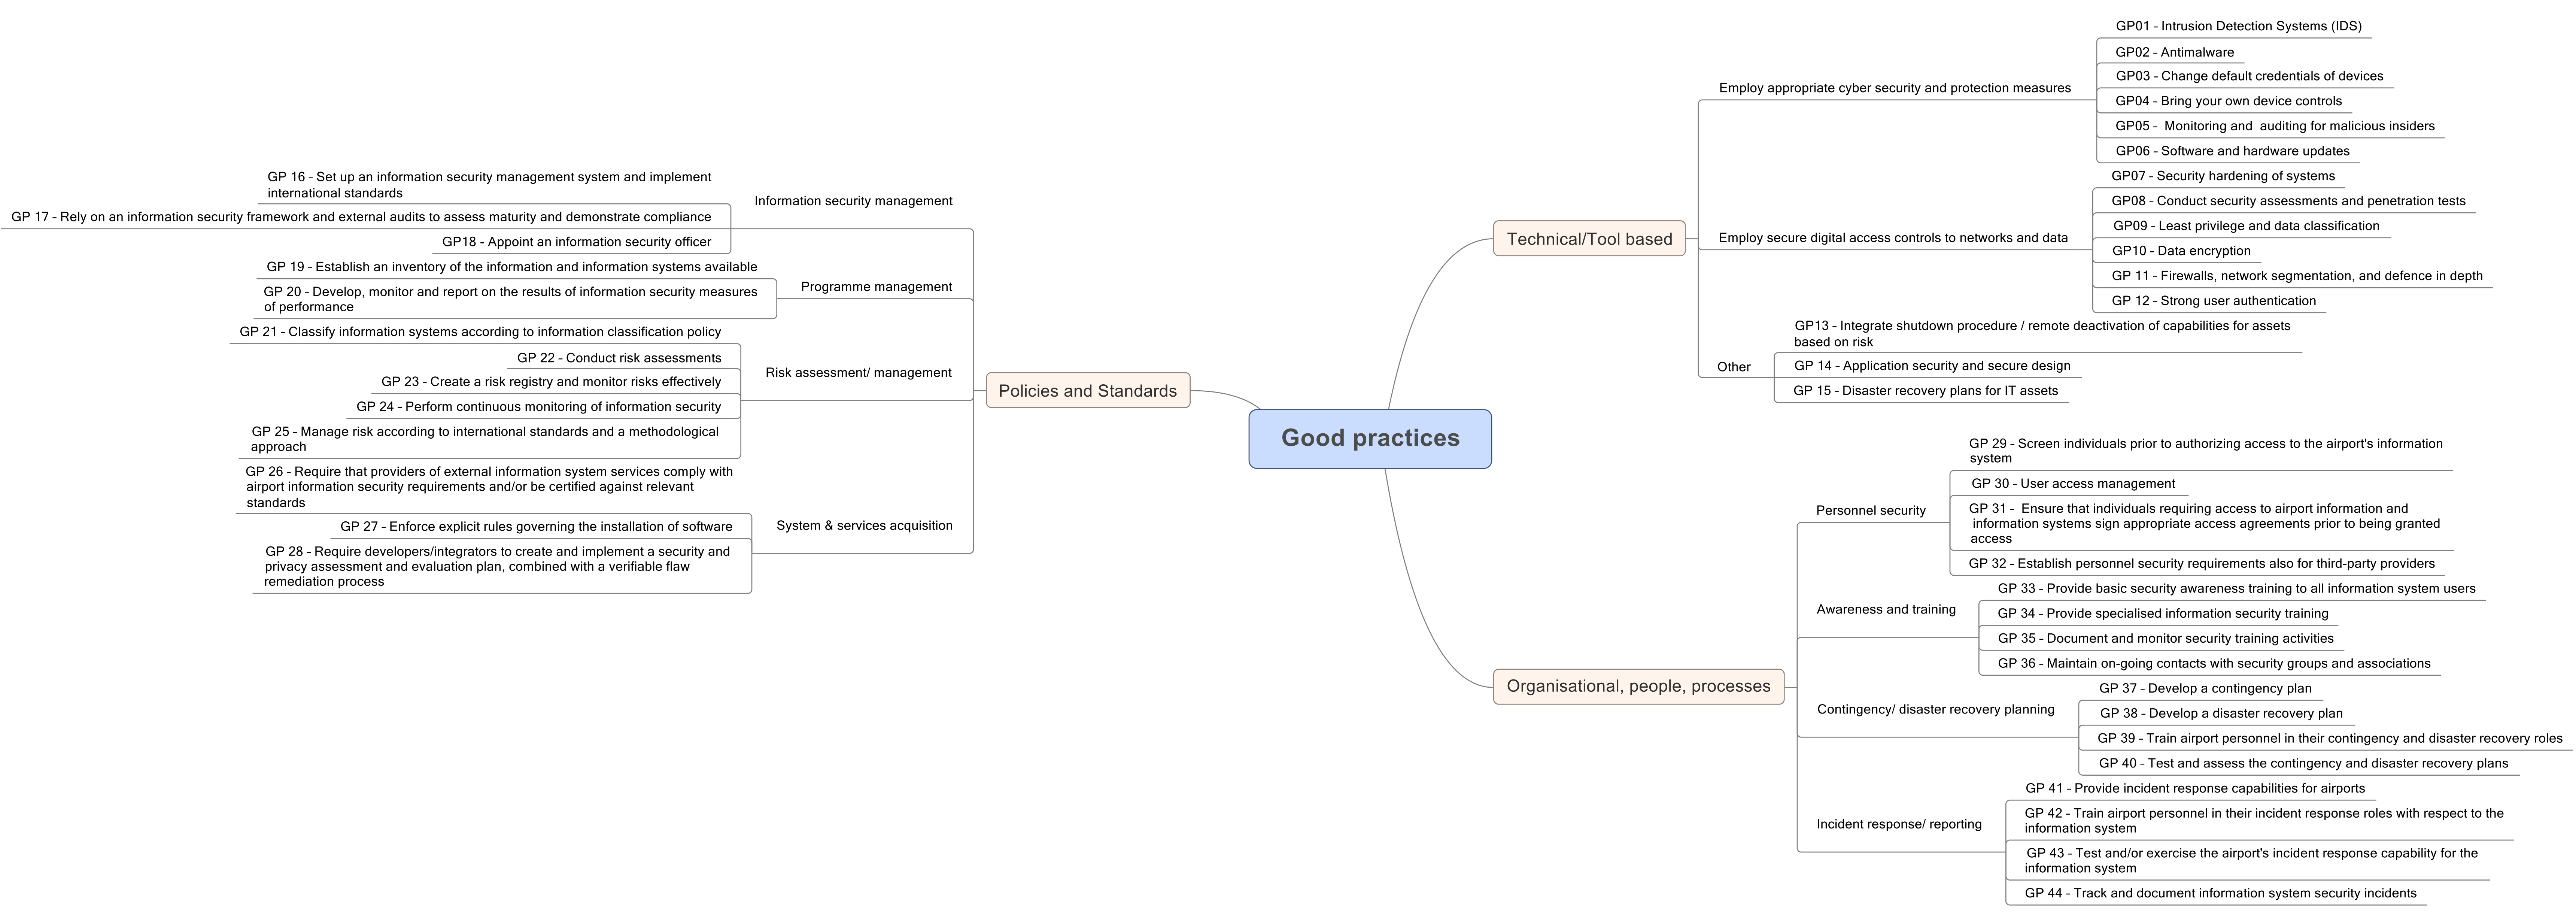 Good practices
Technical/Tool based
Employ appropriate cyber security and protection measures
GP01 - Intrusion Detection Systems (IDS)
GP02 - Antimalware
GP03 - Change default credentials of devices
GP04 - Bring your own device controls
GP05 -  Monitoring and  auditing for malicious insiders
GP06 - Software and hardware updates
Employ secure digital access controls to networks and data
GP07 - Security hardening of systems
GP08 - Conduct security assessments and penetration tests
GP09 - Least privilege and data classification
GP10 - Data encryption
GP 11 - Firewalls, network segmentation, and defence in depth
GP 12 - Strong user authentication
Other
GP13 - Integrate shutdown procedure / remote deactivation of capabilities for assets
based on risk
GP 14 - Application security and secure design
GP 15 - Disaster recovery plans for IT assets
Policies and Standards
Information security management
GP 16 - Set up an information security management system and implement
international standards
GP 17 - Rely on an information security framework and external audits to assess maturity and demonstrate compliance
GP18 - Appoint an information security officer
Programme management
GP 19 - Establish an inventory of the information and information systems available
GP 20 - Develop, monitor and report on the results of information security measures
of performance
Risk assessment/ management
GP 21 - Classify information systems according to information classification policy
GP 22 - Conduct risk assessments
GP 23 - Create a risk registry and monitor risks effectively
GP 24 - Perform continuous monitoring of information security
GP 25 - Manage risk according to international standards and a methodological
approach
System & services acquisition
GP 26 - Require that providers of external information system services comply with
airport information security requirements and/or be certified against relevant
standards
GP 27 - Enforce explicit rules governing the installation of software
GP 28 - Require developers/integrators to create and implement a security and
privacy assessment and evaluation plan, combined with a verifiable flaw
remediation process
Organisational, people, processes
Personnel security
GP 29 - Screen individuals prior to authorizing access to the airport's information
system
GP 30 - User access management
GP 31 -  Ensure that individuals requiring access to airport information and
information systems sign appropriate access agreements prior to being granted
access
GP 32 - Establish personnel security requirements also for third-party providers
Awareness and training
GP 33 - Provide basic security awareness training to all information system users
GP 34 - Provide specialised information security training
GP 35 - Document and monitor security training activities
GP 36 - Maintain on-going contacts with security groups and associations
Contingency/ disaster recovery planning
GP 37 - Develop a contingency plan
GP 38 - Develop a disaster recovery plan
GP 39 - Train airport personnel in their contingency and disaster recovery roles
GP 40 - Test and assess the contingency and disaster recovery plans
Incident response/ reporting
GP 41 - Provide incident response capabilities for airports
GP 42 - Train airport personnel in their incident response roles with respect to the
information system
GP 43 - Test and/or exercise the airport's incident response capability for the
information system
GP 44 - Track and document information system security incidents